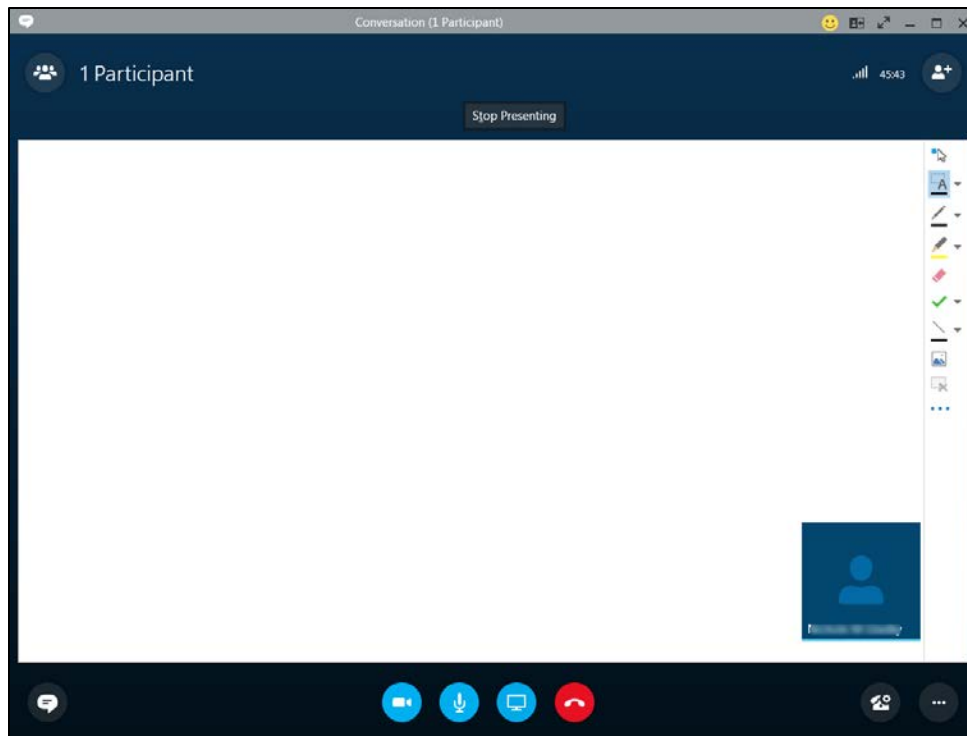 Conversation (1 Participant)
1 Participant
45:43
Stop Presenting
A